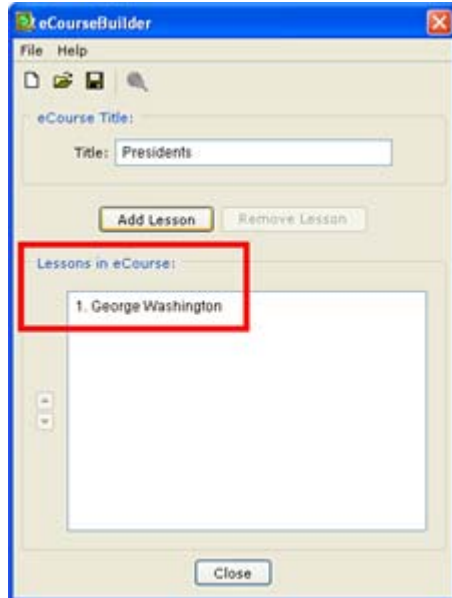 eCourseBuilder
File Help
eCourse Title:
Title: Presidents
Add Lesson Remove Lesson
Lessons in eCourse:
1. George Washington
Close